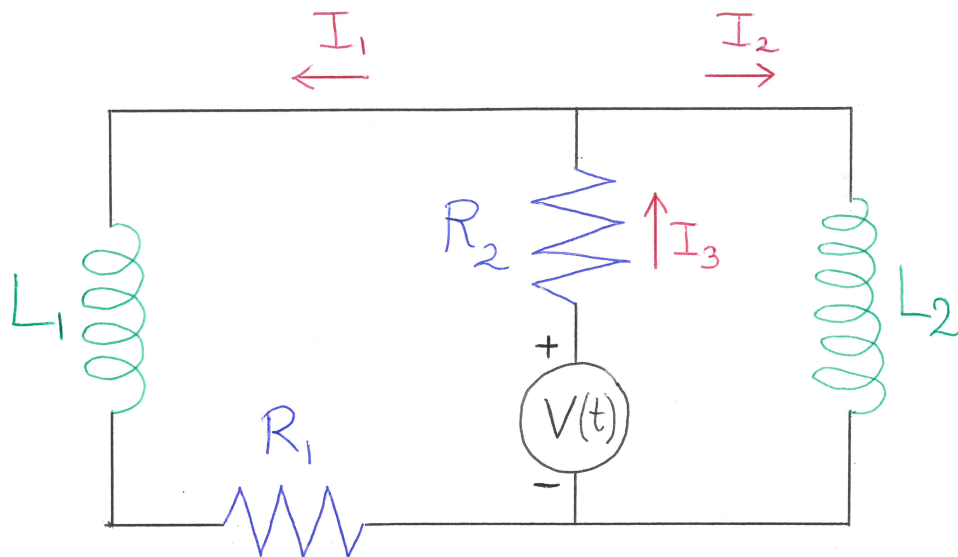 I₁
I₂
R₂
I₃
L₁
L₂
+
V(t)
R₁
-